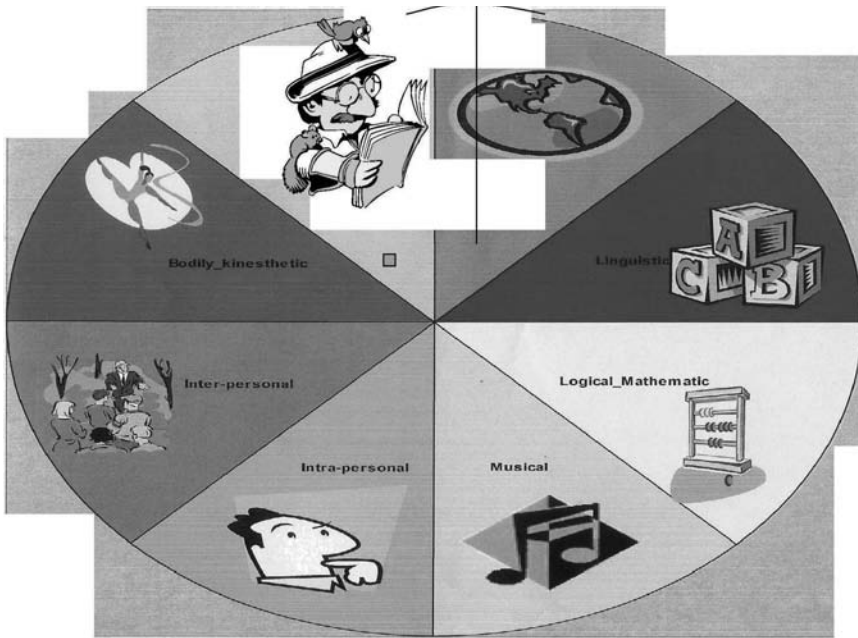 Bodily_kinesthetic
Linguistic
A
C B
Inter-personal
Logical_Mathematic
Intra-personal
Musical